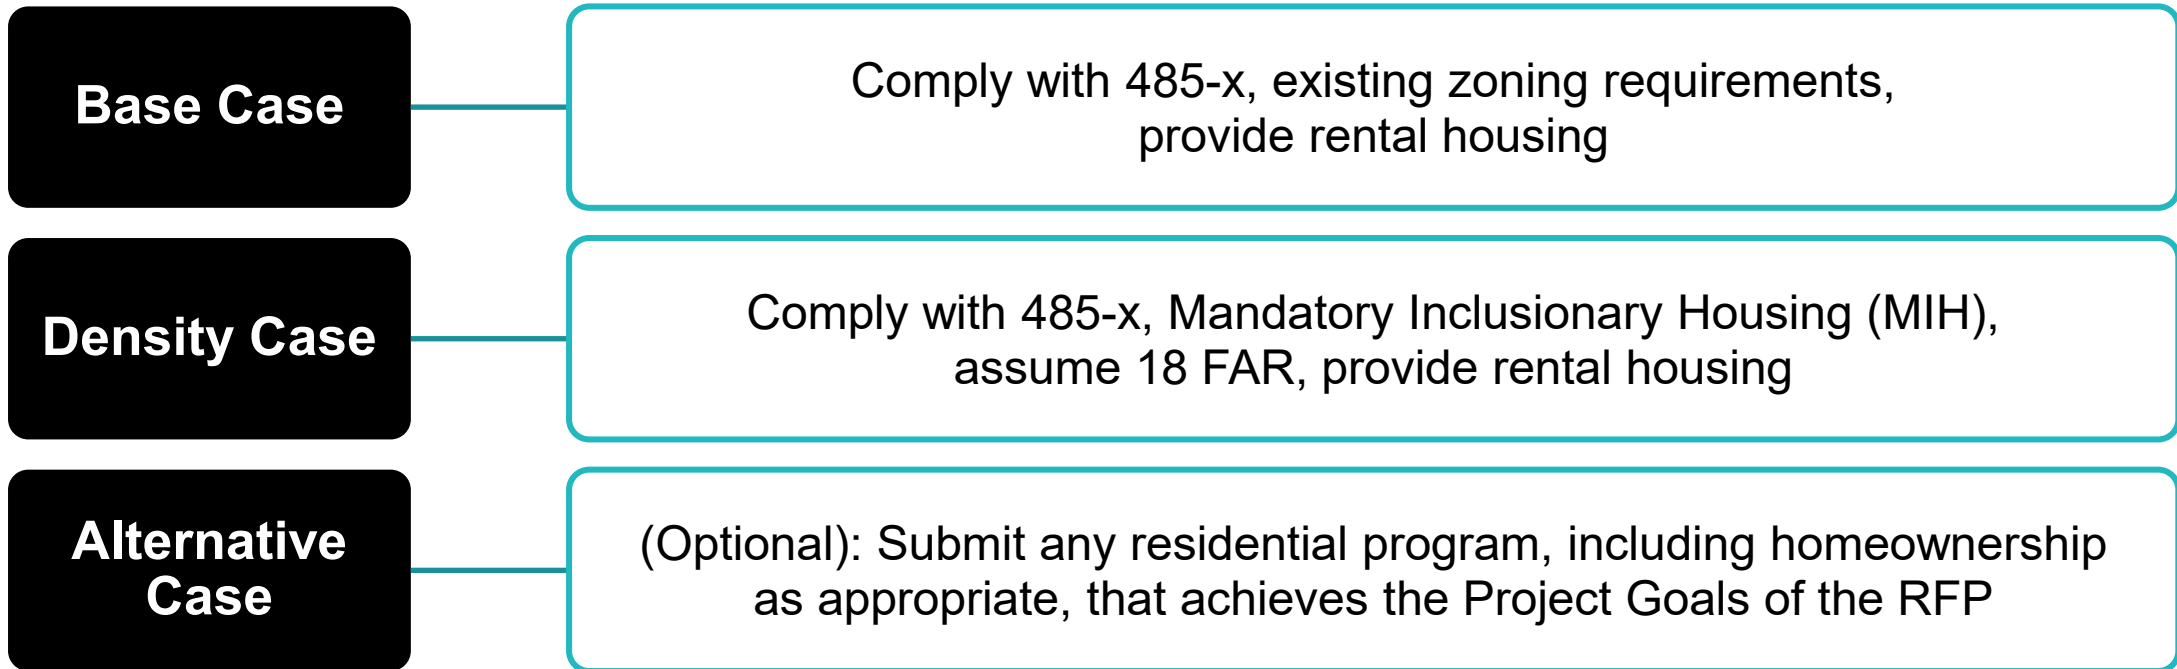 Base Case
Comply with 485-x, existing zoning requirements,
provide rental housing
Density Case
Comply with 485-x, Mandatory Inclusionary Housing (MIH),
assume 18 FAR, provide rental housing
Alternative
Case
(Optional): Submit any residential program, including homeownership
as appropriate, that achieves the Project Goals of the RFP